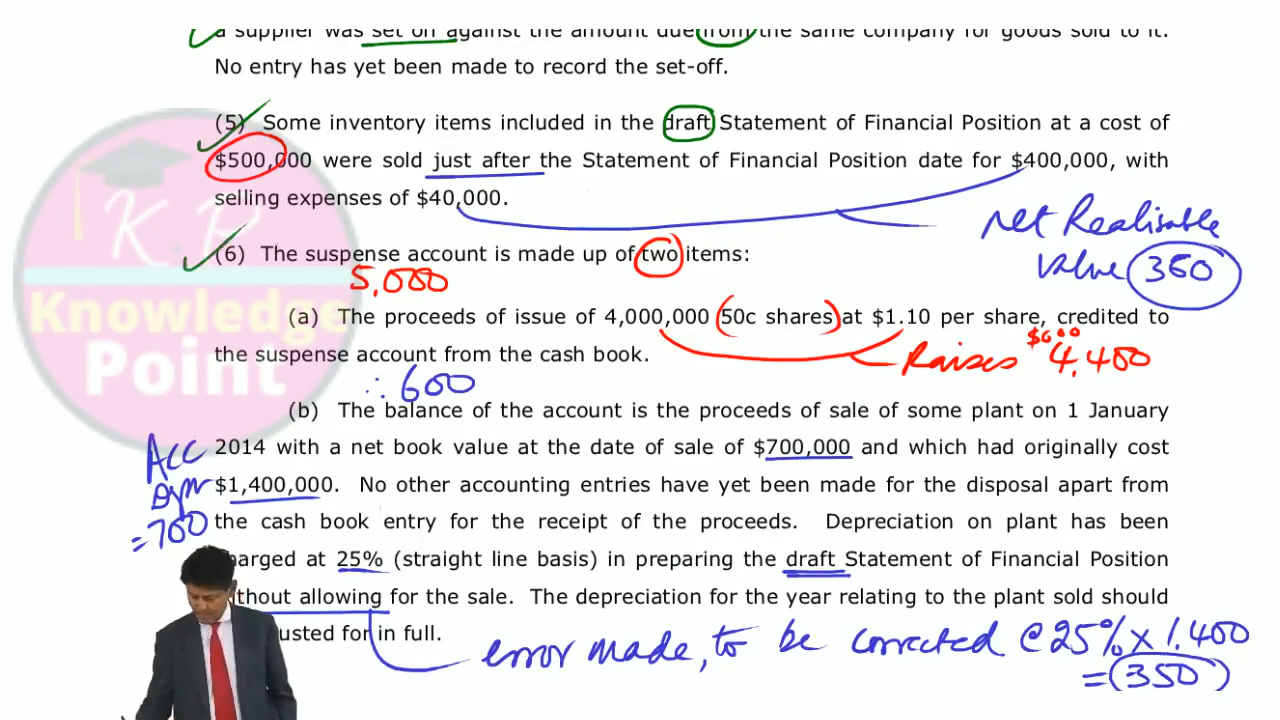 a supplier was set off against the amount due from the same company for goods sold to it.
No entry has yet been made to record the set-off.
(5) Some inventory items included in the draft Statement of Financial Position at a cost of
$500,000 were sold just after the Statement of Financial Position date for $400,000, with
selling expenses of $40,000.
Net Realisable
Value 360
(6) The suspense account is made up of two items:
5,000
(a) The proceeds of issue of 4,000,000 50c shares at $1.10 per share, credited to
the suspense account from the cash book.
Raises $000 4,400
∴ 600
(b) The balance of the account is the proceeds of sale of some plant on 1 January
2014 with a net book value at the date of sale of $700,000 and which had originally cost
$1,400,000. No other accounting entries have yet been made for the disposal apart from
the cash book entry for the receipt of the proceeds. Depreciation on plant has been
charged at 25% (straight line basis) in preparing the draft Statement of Financial Position
without allowing for the sale. The depreciation for the year relating to the plant sold should
usted for in full.
Acc
Dpn
= 700
error made, to be corrected @ 25% × 1,400
= (350)
K.P
Knowledge
Point